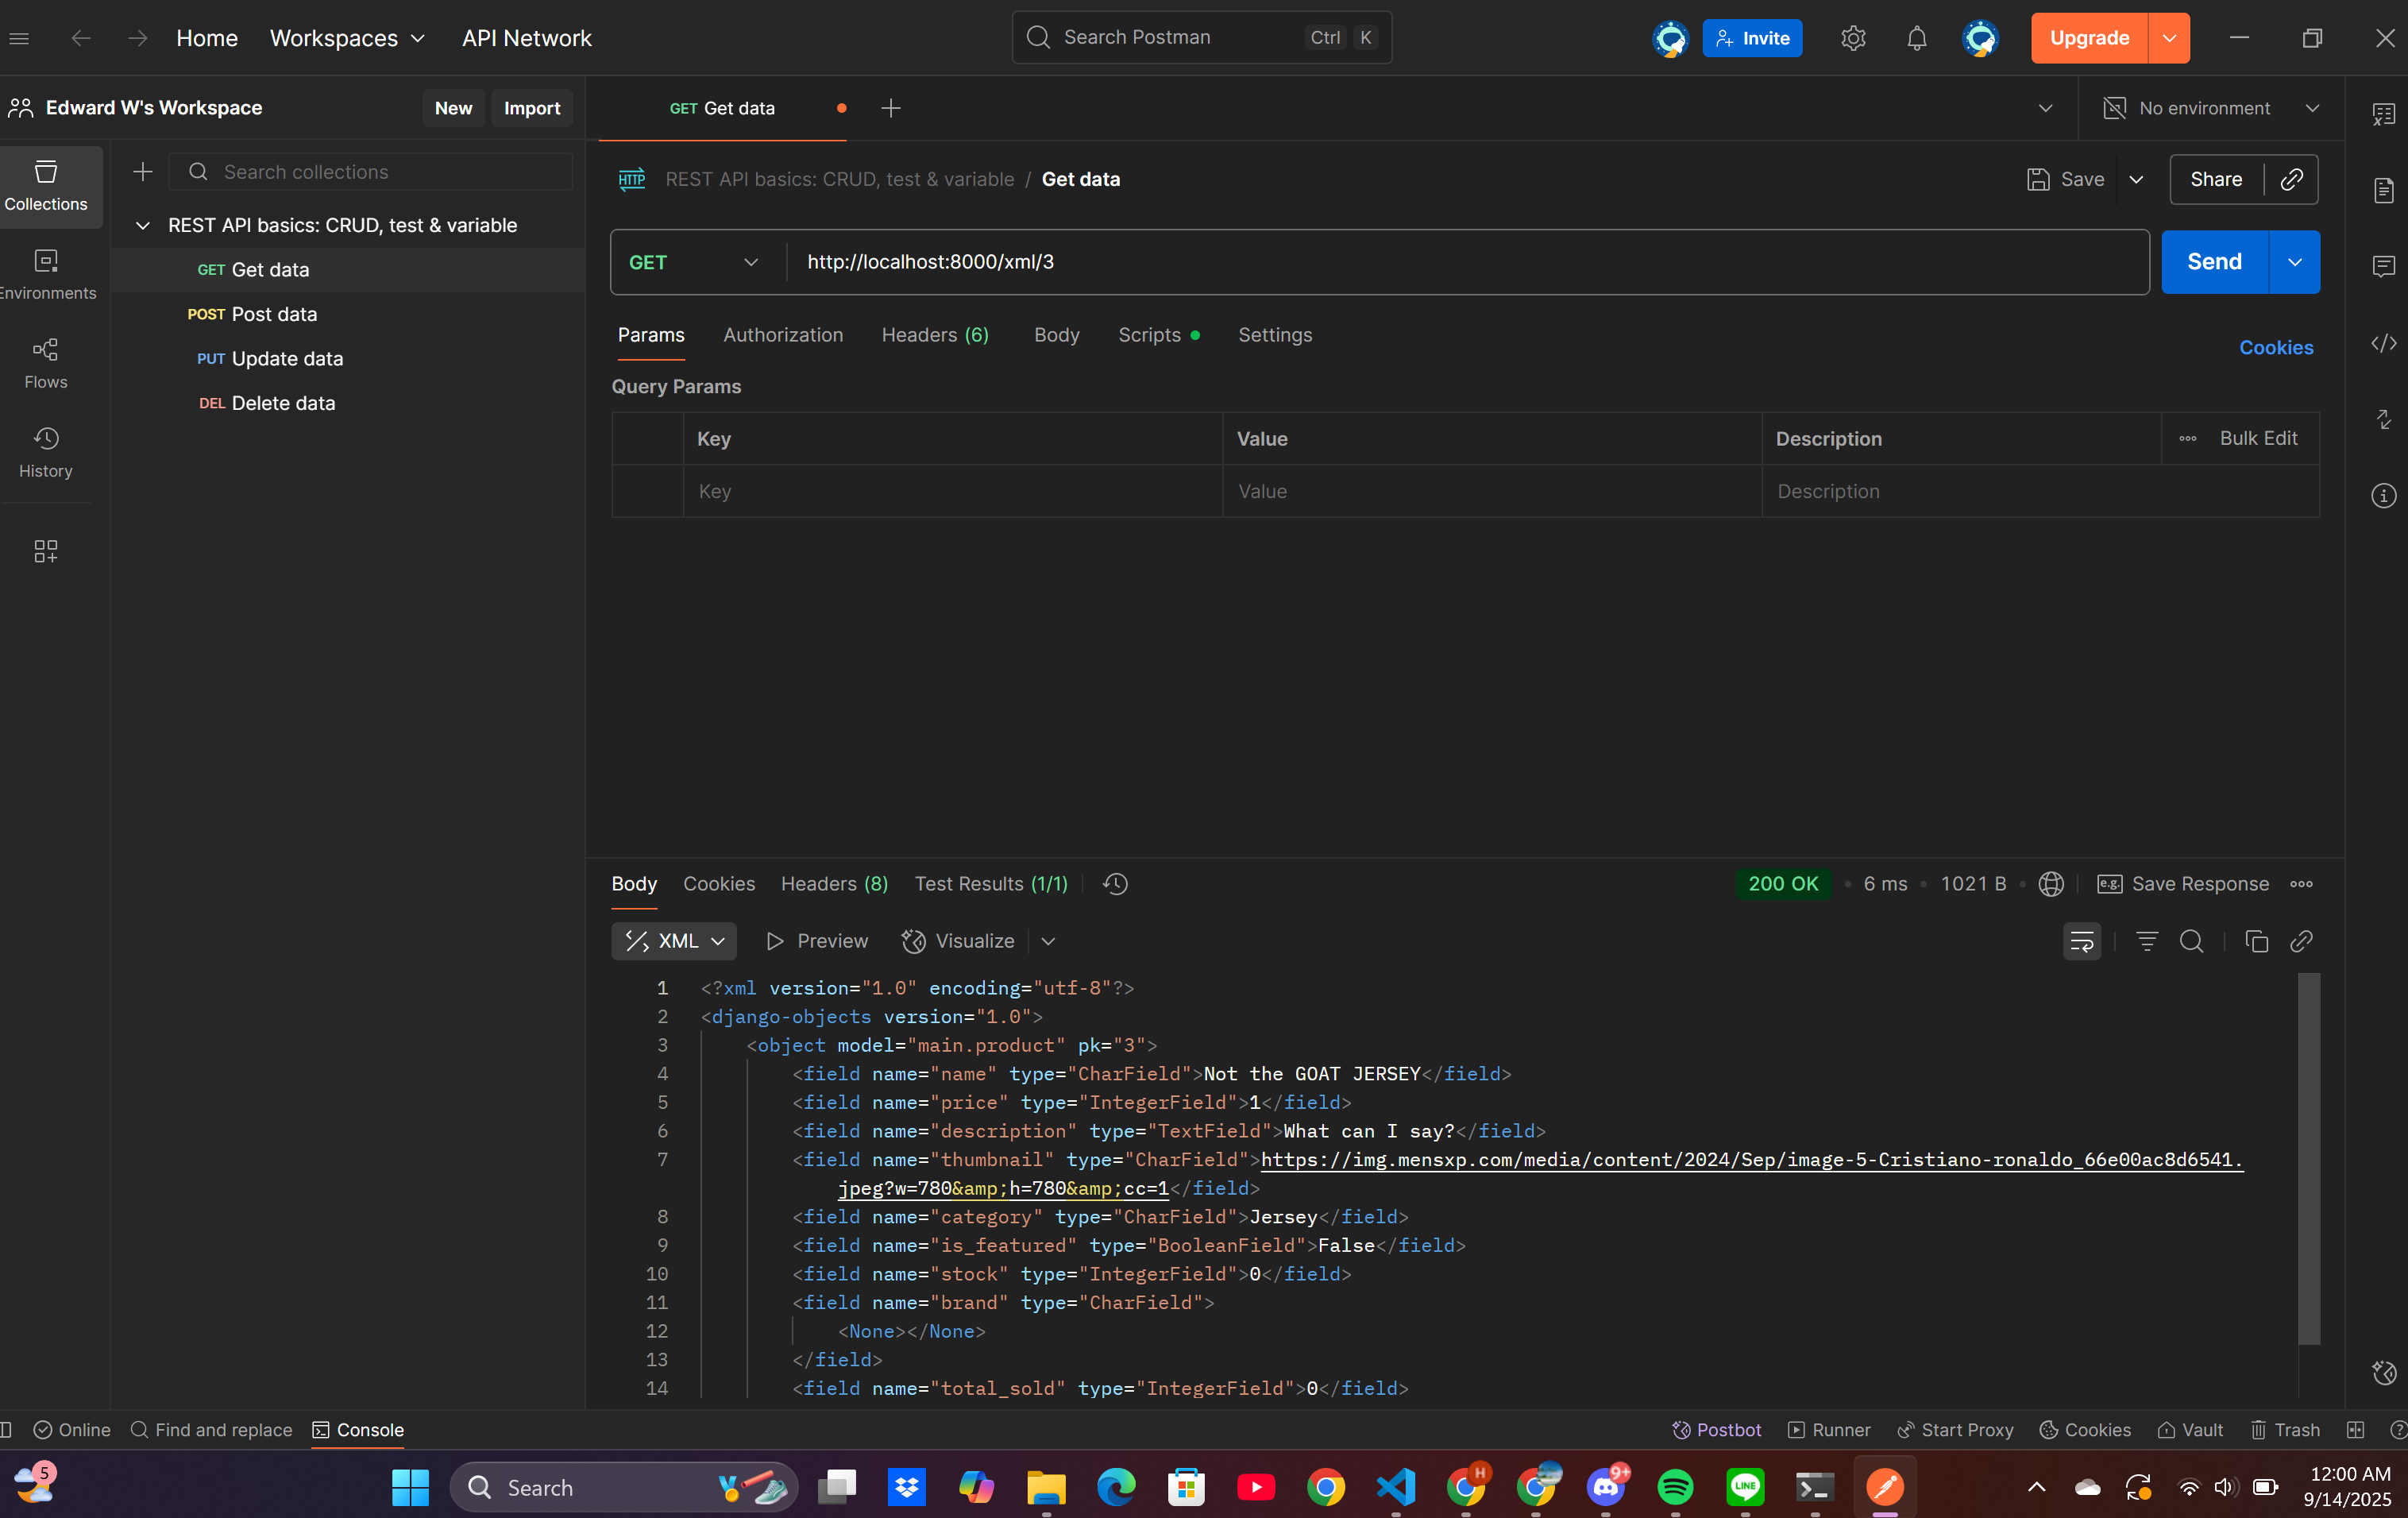 Home Workspaces API Network Search Postman Ctrl K Invite Upgrade
Edward W's Workspace New Import GET Get data No environment
Collections
Environments
Flows
History
Search collections
REST API basics: CRUD, test & variable
GET Get data
POST Post data
PUT Update data
DEL Delete data
HTTP REST API basics: CRUD, test & variable / Get data Save Share
GET http://localhost:8000/xml/3 Send
Params Authorization Headers (6) Body Scripts Settings Cookies
Query Params
Key Value Description Bulk Edit
Key Value Description
Body Cookies Headers (8) Test Results (1/1) 200 OK 6 ms 1021 B e.g. Save Response
XML Preview Visualize
1 <?xml version="1.0" encoding="utf-8"?>
2 <django-objects version="1.0">
3 <object model="main.product" pk="3">
4 <field name="name" type="CharField">Not the GOAT JERSEY</field>
5 <field name="price" type="IntegerField">1</field>
6 <field name="description" type="TextField">What can I say?</field>
7 <field name="thumbnail" type="CharField">https://img.mensxp.com/media/content/2024/Sep/image-5-Cristiano-ronaldo_66e00ac8d6541.
jpeg?w=780&amp;h=780&amp;cc=1</field>
8 <field name="category" type="CharField">Jersey</field>
9 <field name="is_featured" type="BooleanField">False</field>
10 <field name="stock" type="IntegerField">0</field>
11 <field name="brand" type="CharField">
12 <None></None>
13 </field>
14 <field name="total_sold" type="IntegerField">0</field>
Online Find and replace Console Postbot Runner Start Proxy Cookies Vault Trash
5 Search H 9+ LINE 12:00 AM
9/14/2025